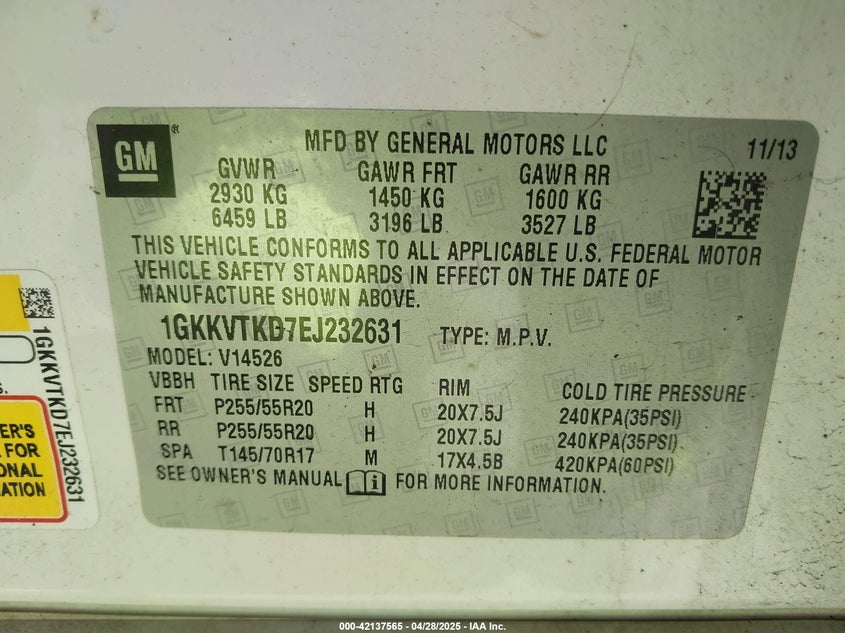 GM ®
MFD BY GENERAL MOTORS LLC 11/13
GVWR GAWR FRT GAWR RR
2930 KG 1450 KG 1600 KG
6459 LB 3196 LB 3527 LB
THIS VEHICLE CONFORMS TO ALL APPLICABLE U.S. FEDERAL MOTOR
VEHICLE SAFETY STANDARDS IN EFFECT ON THE DATE OF
MANUFACTURE SHOWN ABOVE.
1GKKVTKD7EJ232631 TYPE: M.P.V.
MODEL: V14526
VBBH TIRE SIZE SPEED RTG RIM COLD TIRE PRESSURE
FRT P255/55R20 H 20X7.5J 240KPA(35PSI)
RR P255/55R20 H 20X7.5J 240KPA(35PSI)
SPA T145/70R17 M 17X4.5B 420KPA(60PSI)
SEE OWNER'S MANUAL FOR MORE INFORMATION.
1GKKVTKD7EJ232631
S.
ER'S
FOR
ONAL
ATION
000-42137565 - 04/28/2025 - IAA Inc.